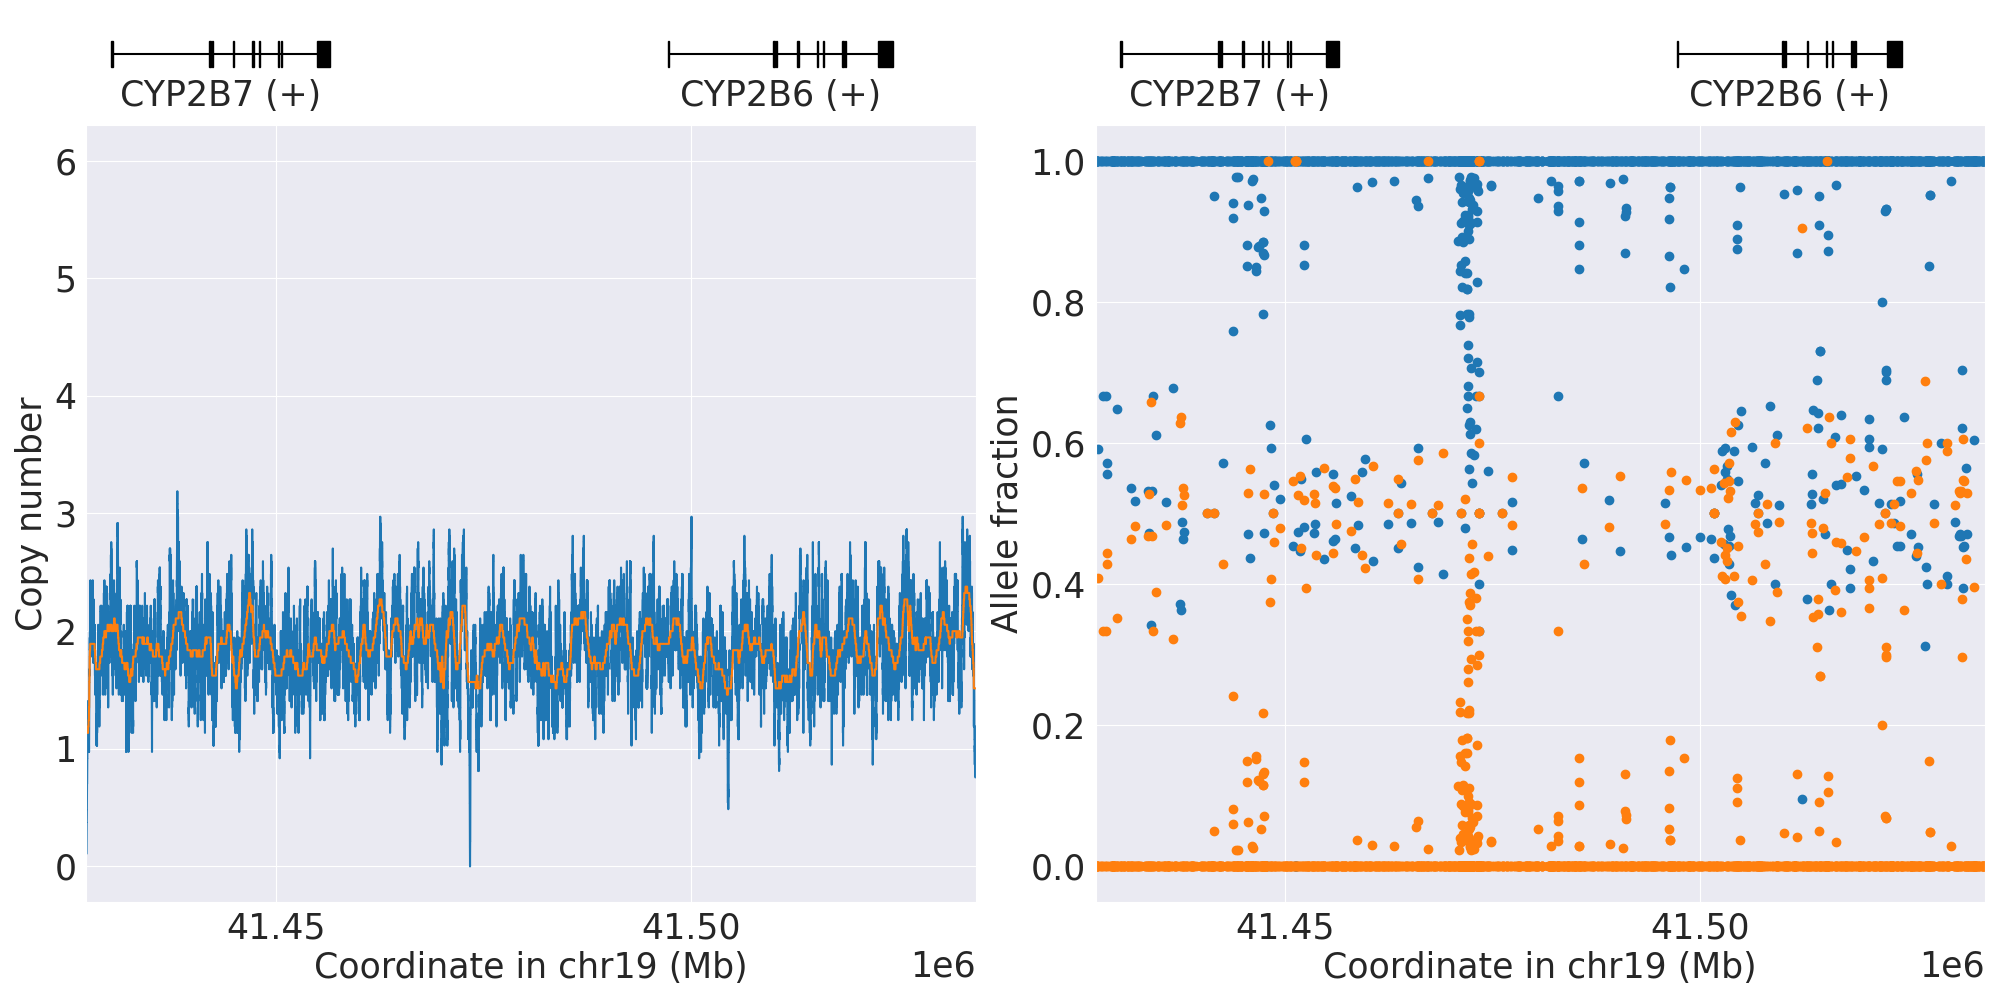 CYP2B7 (+)
CYP2B6 (+)
6
5
4
3
2
1
0
Copy number
41.45
41.50
Coordinate in chr19 (Mb)
1e6
CYP2B7 (+)
CYP2B6 (+)
1.0
0.8
0.6
0.4
0.2
0.0
Allele fraction
41.45
41.50
Coordinate in chr19 (Mb)
1e6